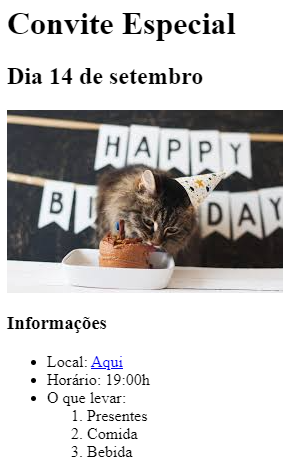 Convite Especial
Dia 14 de setembro
HAPPY
BI DAY
Informações
Local: Aqui
Horário: 19:00h
O que levar:
1. Presentes
2. Comida
3. Bebida